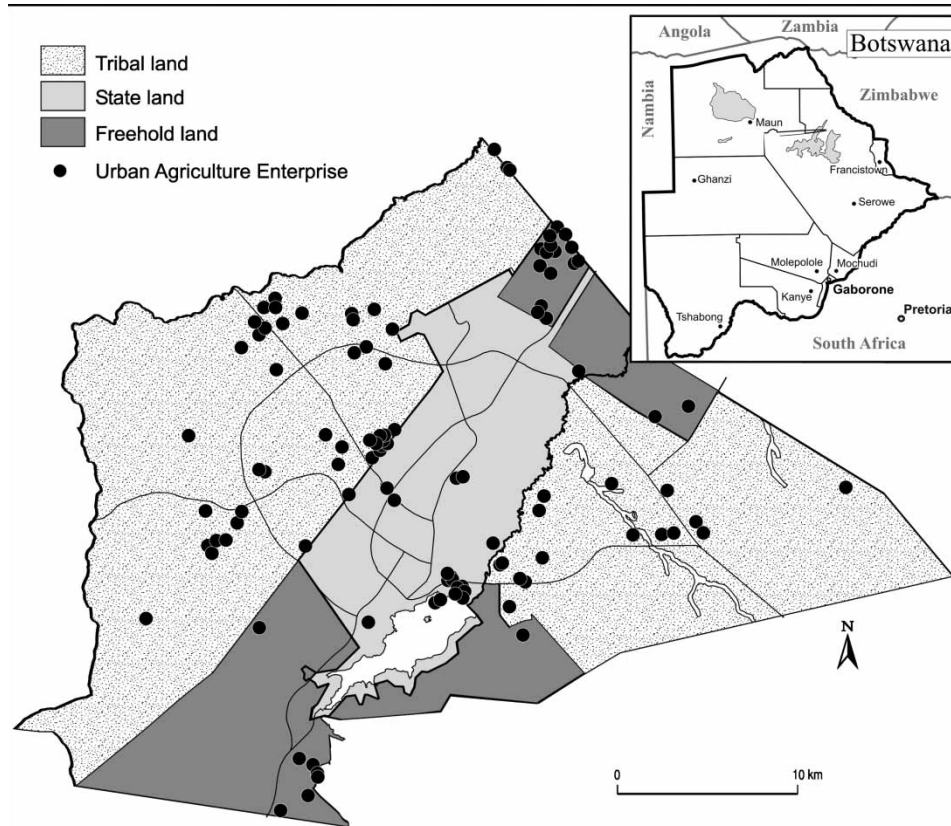 Tribal land
State land
Freehold land
Urban Agriculture Enterprise
Angola
Zambia
Botswana
Nambia
Zimbabwe
Maun
Francistown
Ghanzi
Serowe
Molepolole
Mochudi
Gaborone
Kanye
Pretoria
Tshabong
South Africa
N
0
10 km